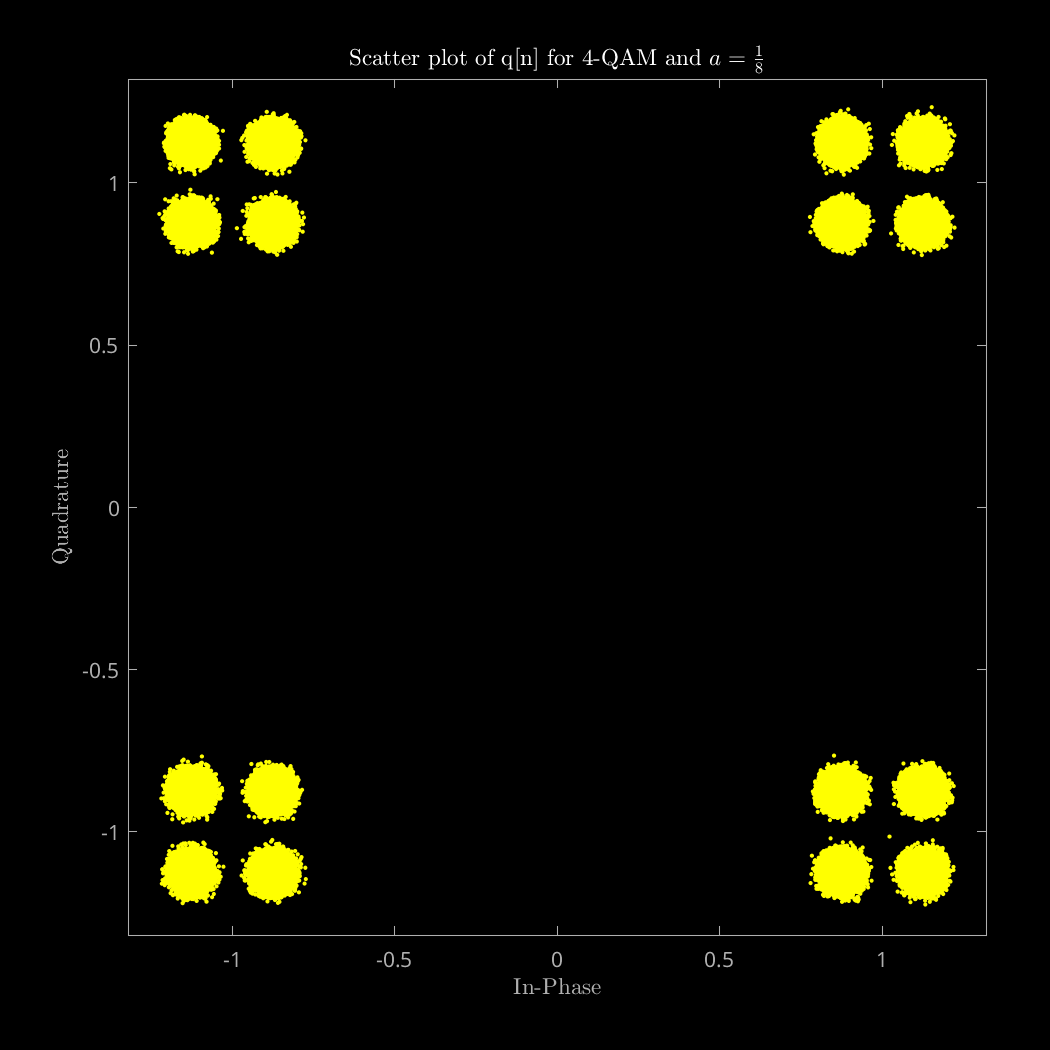 Scatter plot of q[n] for 4-QAM and $a = \frac{1}{8}$
1
0.5
0
-0.5
-1
Quadrature
-1 -0.5 0 0.5 1
In-Phase